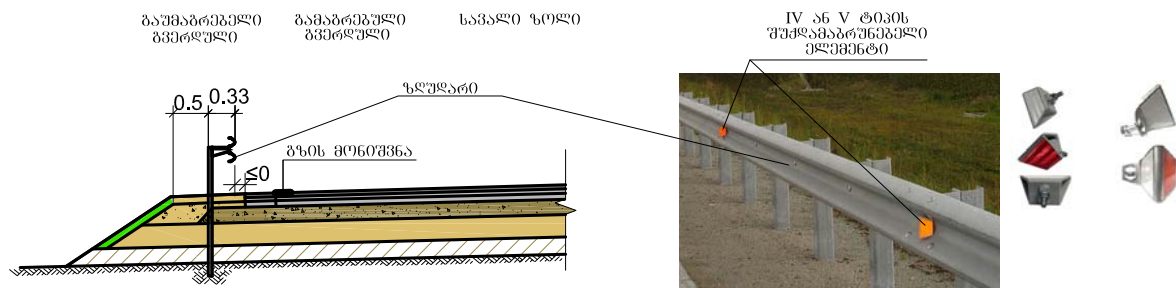 გაუმაგრებელი
გვერდული
გამაგრებული
გვერდული
სავალი ზოლი
IV ან V ტიპის
შუქდამაბრუნებელი
ელემენტი
ზღუდარი
0.5
0.33
გზის მონიშვნა
≤0